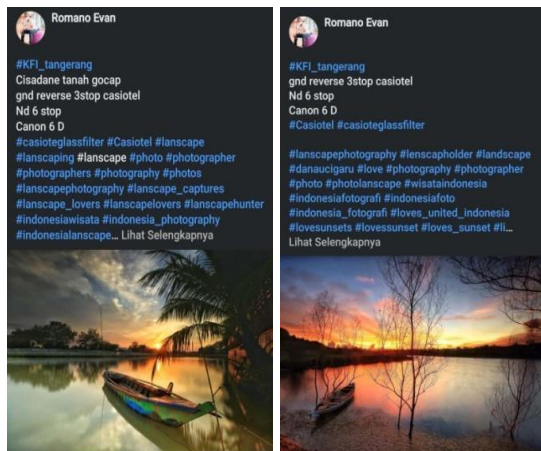 Romano Evan
#KFI_tangerang
Cisadane tanah gocap
gnd reverse 3stop casiotel
Nd 6 stop
Canon 6 D
#casioteglassfilter #Casiotel #lanscape
#lanscaping #lanscape #photo #photographer
#photographers #photography #photos
#lanscapephotography #lanscape_captures
#lanscape_lovers #lanscapelovers #lanscapehunter
#indonesiawisata #indonesia_photography
#indonesialanscape... Lihat Selengkapnya
Romano Evan
#KFI_tangerang
gnd reverse 3stop casiotel
Nd 6 stop
Canon 6 D
#Casiotel #casioteglassfilter
#lanscapephotography #lenscapholder #landscape
#danaucigaru #love #photography #photographer
#photo #photolanscape #wisataindonesia
#indonesiafotografi #indonesiafoto
#indonesia_fotografi #loves_united_indonesia
#lovesunsets #lovessunset #loves_sunset #li...
Lihat Selengkapnya